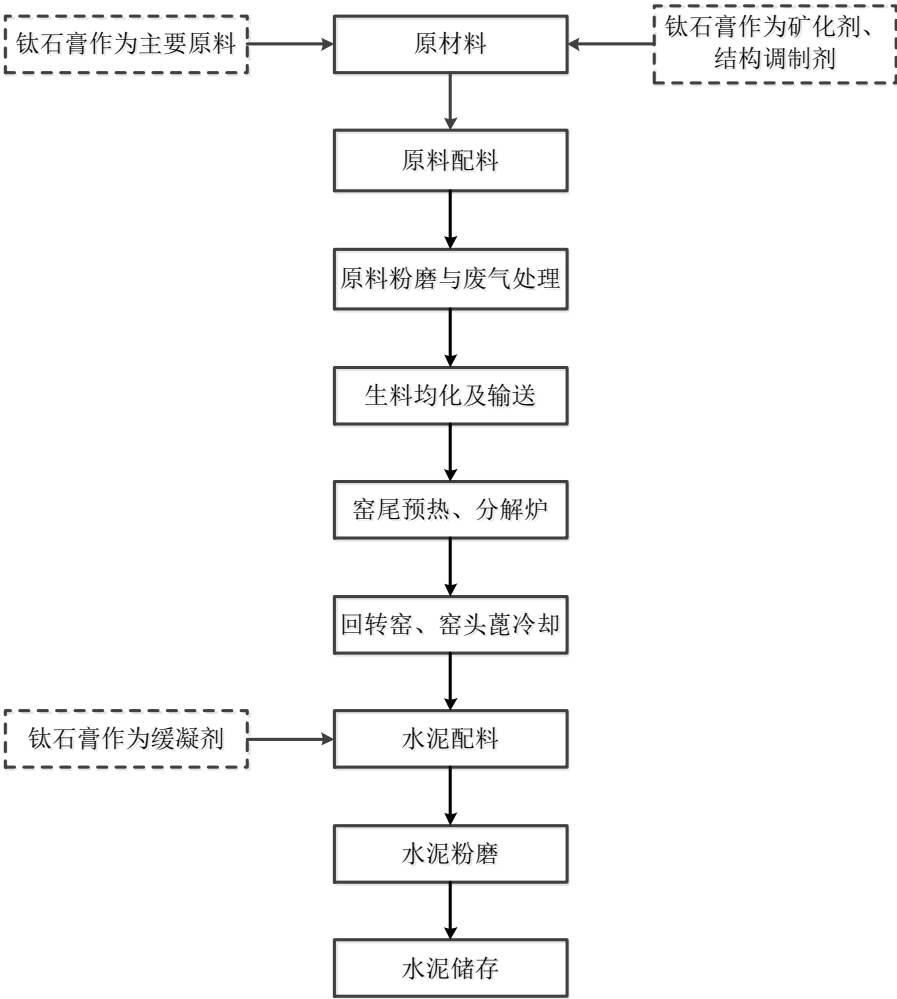 钛石膏作为主要原料
原材料
钛石膏作为矿化剂、
结构调制剂
原料配料
原料粉磨与废气处理
生料均化及输送
窑尾预热、分解炉
回转窑、窑头蓖冷却
钛石膏作为缓凝剂
水泥配料
水泥粉磨
水泥储存